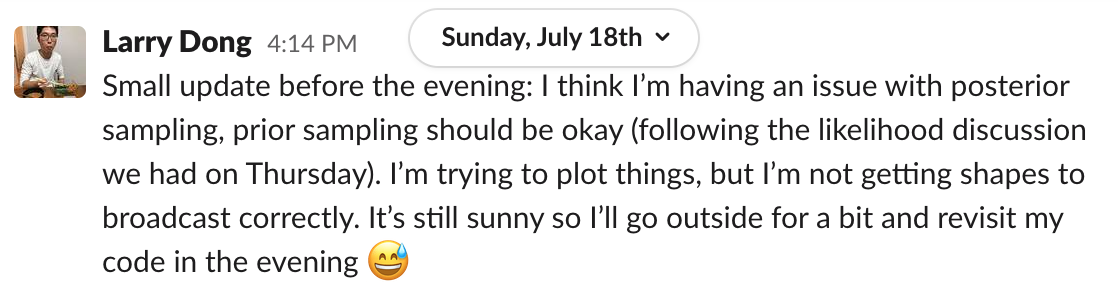 Sunday, July 18th
Larry Dong 4:14 PM
Small update before the evening: I think I’m having an issue with posterior
sampling, prior sampling should be okay (following the likelihood discussion
we had on Thursday). I’m trying to plot things, but I’m not getting shapes to
broadcast correctly. It’s still sunny so I’ll go outside for a bit and revisit my
code in the evening 😅